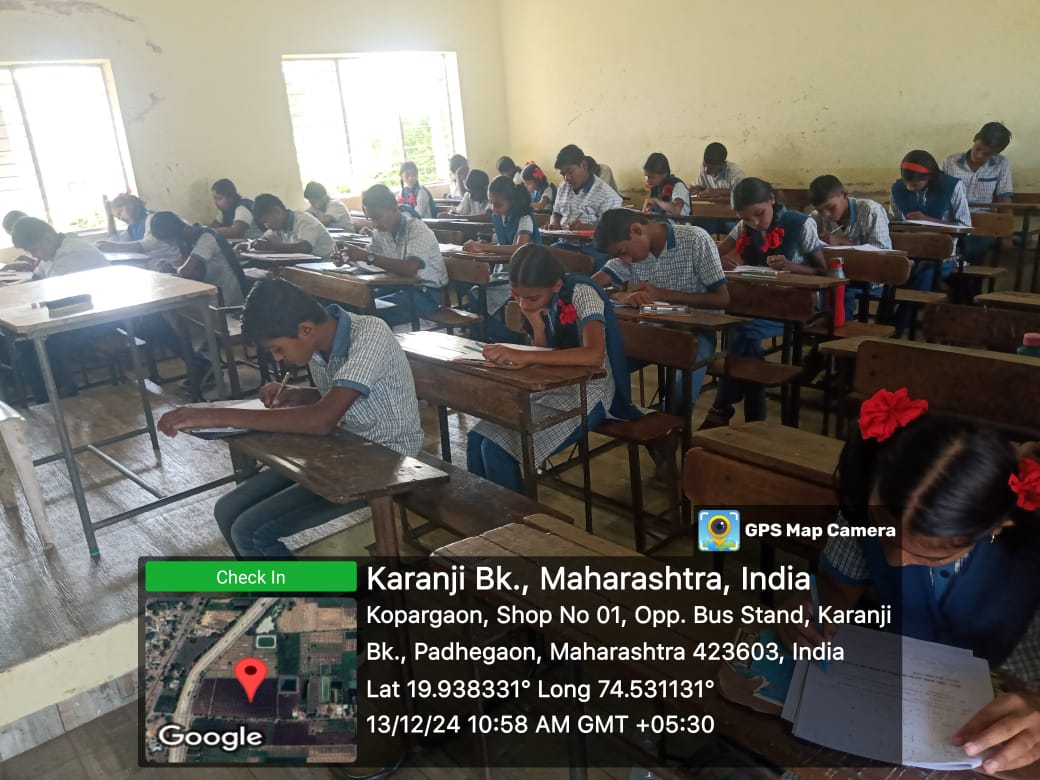 GPS Map Camera
Check In
Karanji Bk., Maharashtra, India
Kopargaon, Shop No 01, Opp. Bus Stand, Karanji
Bk., Padhegaon, Maharashtra 423603, India
Lat 19.938331° Long 74.531131°
13/12/24 10:58 AM GMT +05:30
Google